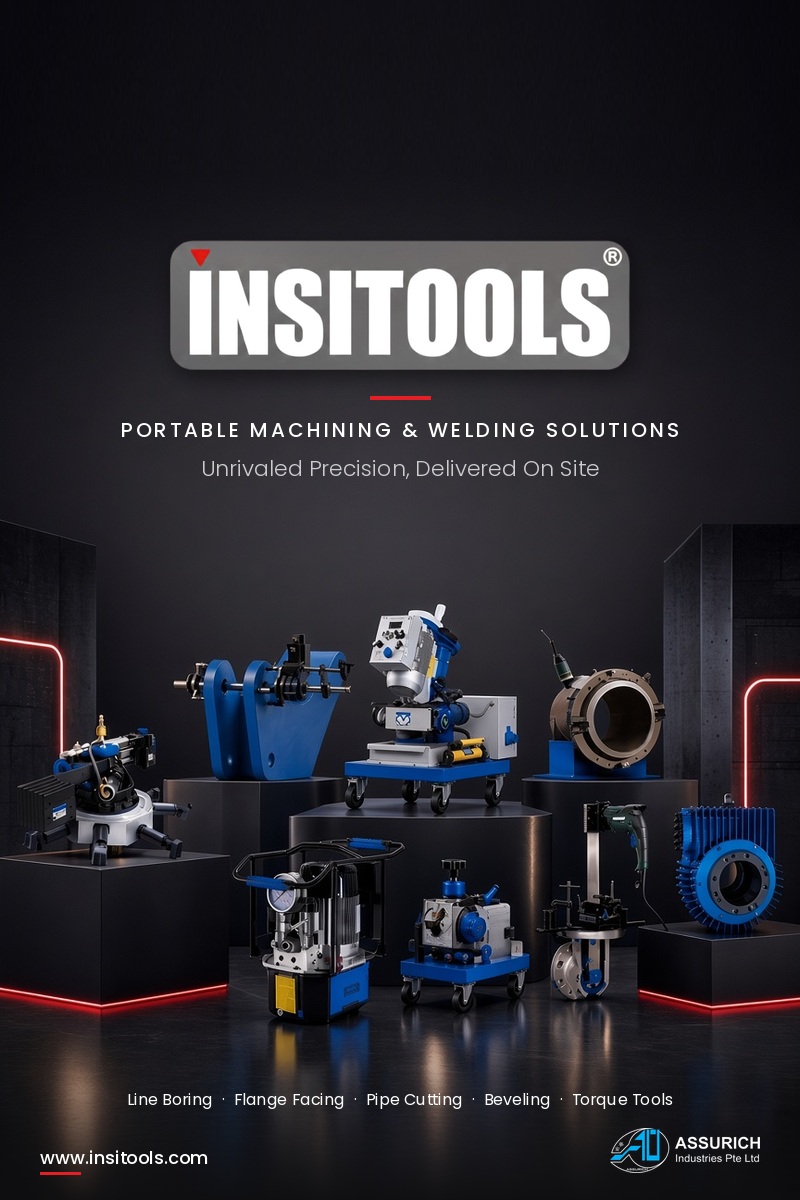 INSITOOLS®
PORTABLE MACHINING & WELDING SOLUTIONS
Unrivaled Precision, Delivered On Site
Line Boring · Flange Facing · Pipe Cutting · Beveling · Torque Tools
www.insitools.com
ASSURICH
Industries Pte Ltd